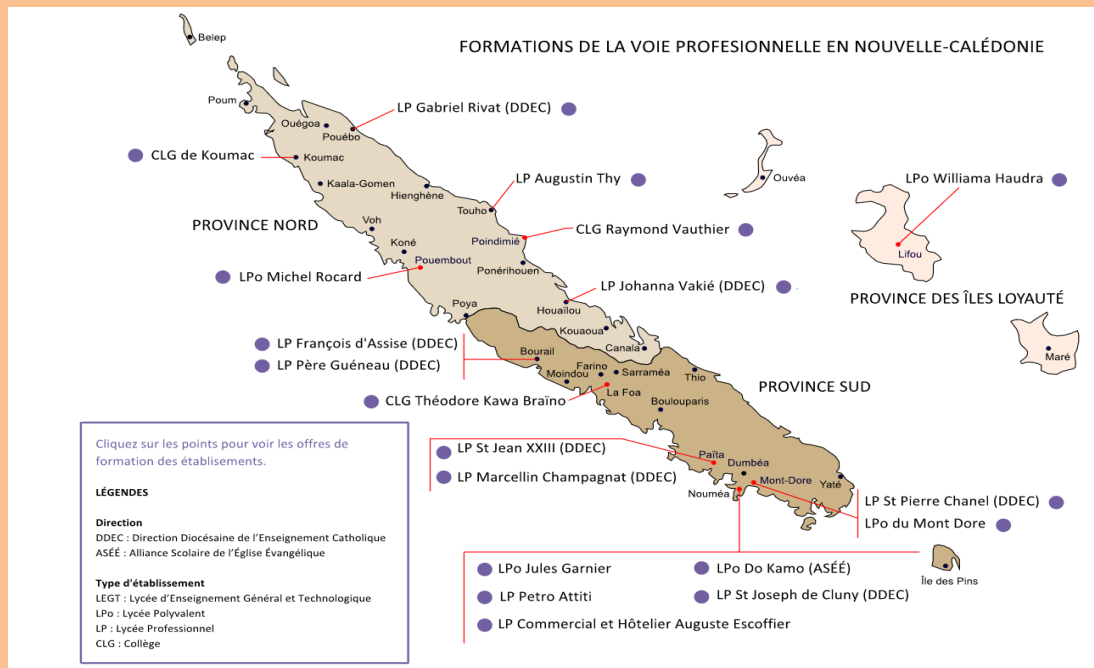 FORMATIONS DE LA VOIE PROFESIONNELLE EN NOUVELLE-CALÉDONIE
Belep
Poum
LP Gabriel Rivat (DDEC)
Ouégoa
Pouébo
CLG de Koumac
Koumac
Kaala-Gomen
Hienghène
LP Augustin Thy
Ouvéa
LPo Williama Haudra
Touho
PROVINCE NORD
Voh
CLG Raymond Vauthier
Poindimié
Koné
Pouembout
Ponérihouen
Lifou
LPo Michel Rocard
LP Johanna Vakié (DDEC)
PROVINCE DES ÎLES LOYAUTÉ
Poya
Houaïlou
Kouaoua
Canala
Maré
LP François d'Assise (DDEC)
LP Père Guéneau (DDEC)
Bourail
Moindou
Farino
Sarraméa
Thio
PROVINCE SUD
CLG Théodore Kawa Braïno
La Foa
Boulouparis
LP St Jean XXIII (DDEC)
LP Marcellin Champagnat (DDEC)
Païta
Dumbéa
Mont-Dore
Nouméa
Yaté
LP St Pierre Chanel (DDEC)
LPo du Mont Dore
Île des Pins
LPo Jules Garnier
LPo Do Kamo (ASÉÉ)
LP Petro Attiti
LP St Joseph de Cluny (DDEC)
LP Commercial et Hôtelier Auguste Escoffier
Cliquez sur les points pour voir les offres de
formation des établisements.
LÉGENDES
Direction
DDEC : Direction Diocésaine de l'Enseignement Catholique
ASÉÉ : Alliance Scolaire de l'Église Évangélique
Type d'établissement
LEGT : Lycée d'Enseignement Général et Technologique
LPo : Lycée Polyvalent
LP : Lycée Professionnel
CLG : Collège